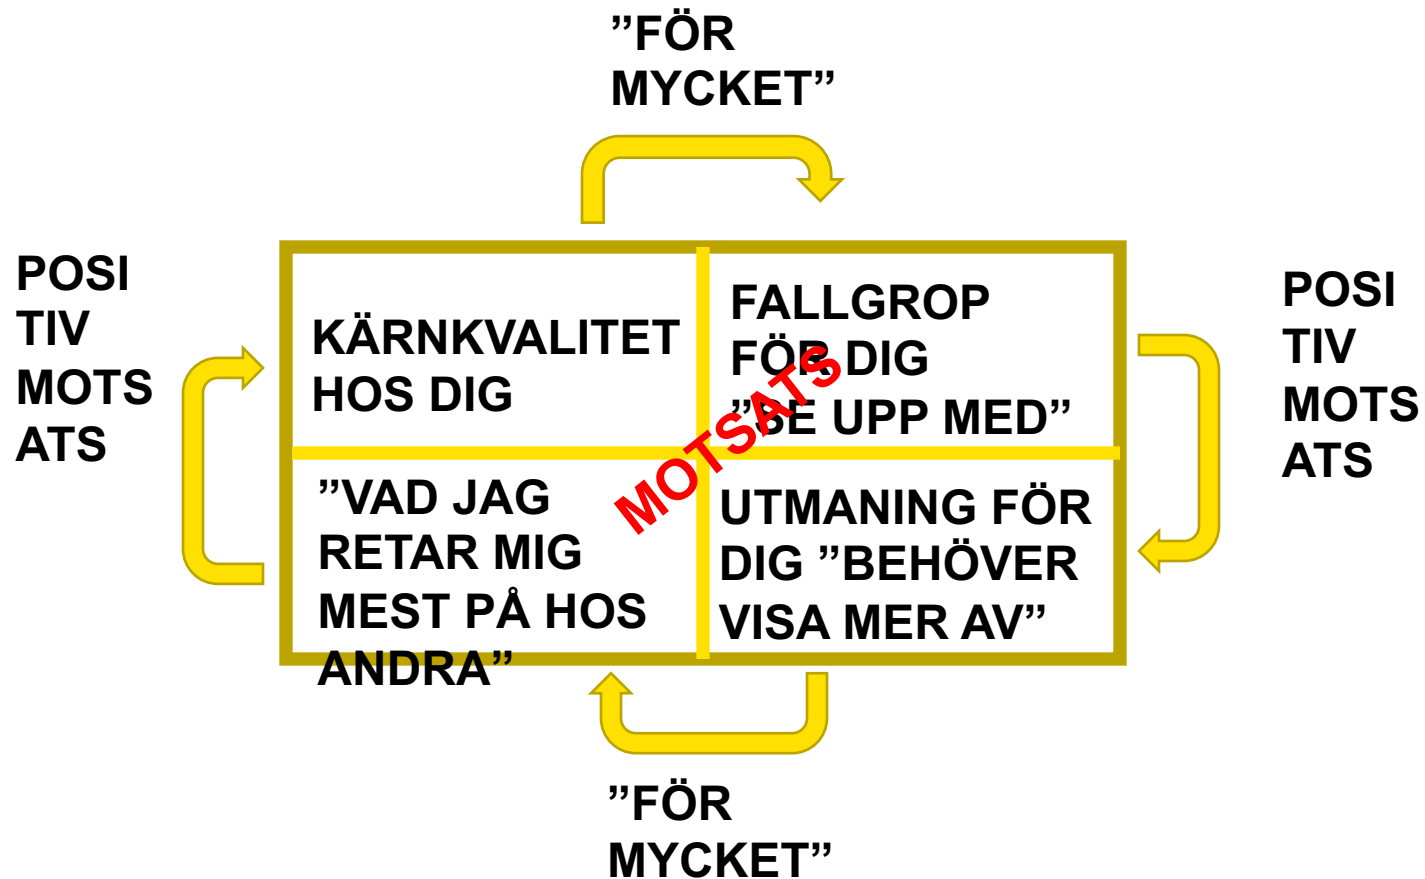 ”FÖR
MYCKET”
POSI
TIV
MOTS
ATS
KÄRNKVALITET
HOS DIG
FALLGROP
FÖR DIG
”SE UPP MED”
POSI
TIV
MOTS
ATS
MOTSATS
”VAD JAG
RETAR MIG
MEST PÅ HOS
ANDRA”
UTMANING FÖR
DIG ”BEHÖVER
VISA MER AV”
”FÖR
MYCKET”